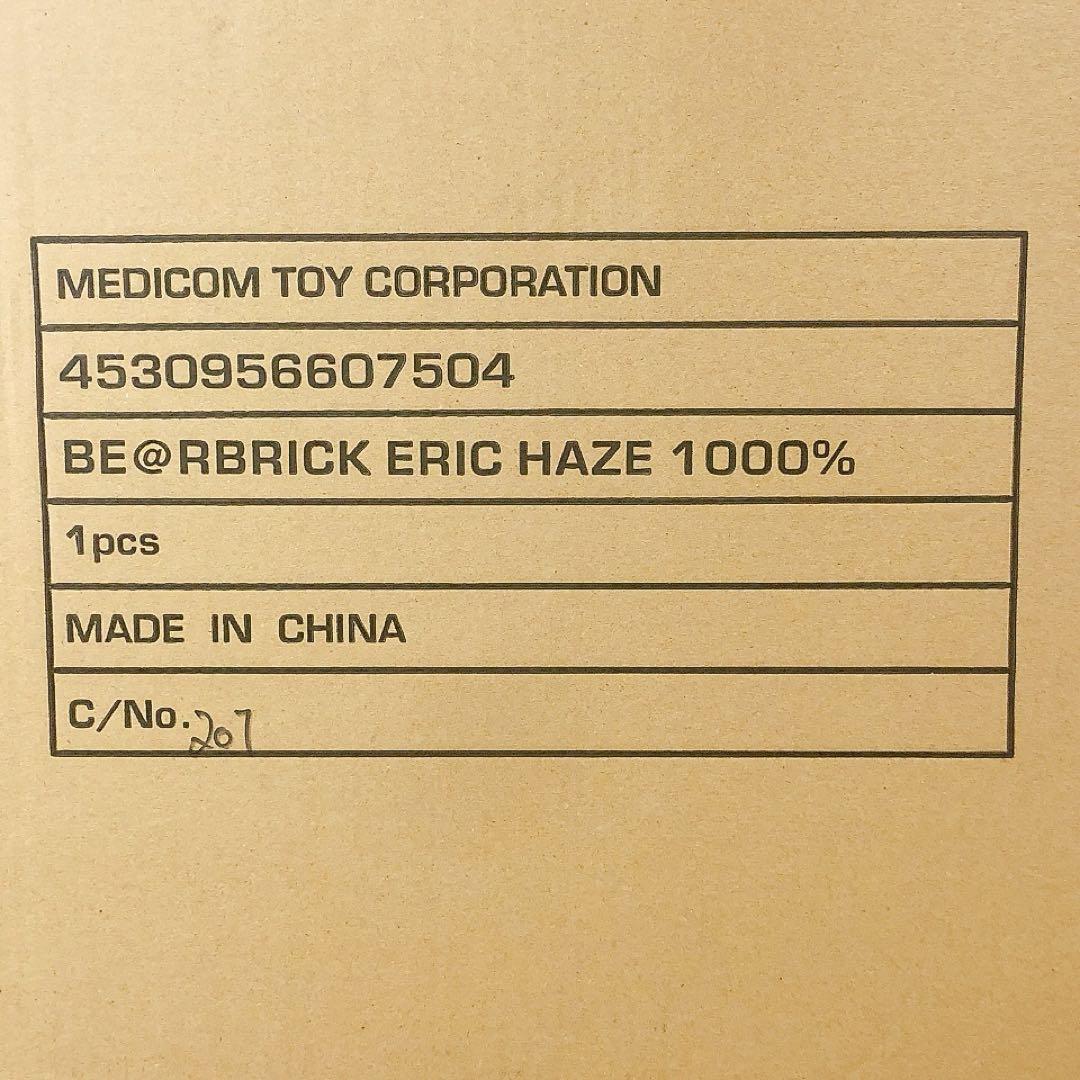 MEDICOM TOY CORPORATION
4530956607504
BE@RBRICK ERIC HAZE 1000%
1pcs
MADE IN CHINA
C/No.207